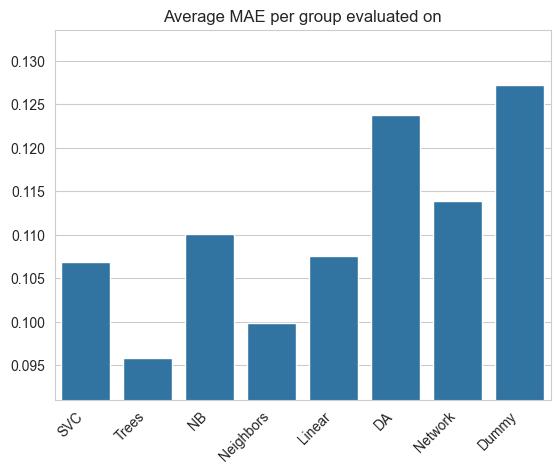 Average MAE per group evaluated on
0.130
0.125
0.120
0.115
0.110
0.105
0.100
0.095
SVC
Trees
NB
Neighbors
Linear
DA
Network
Dummy